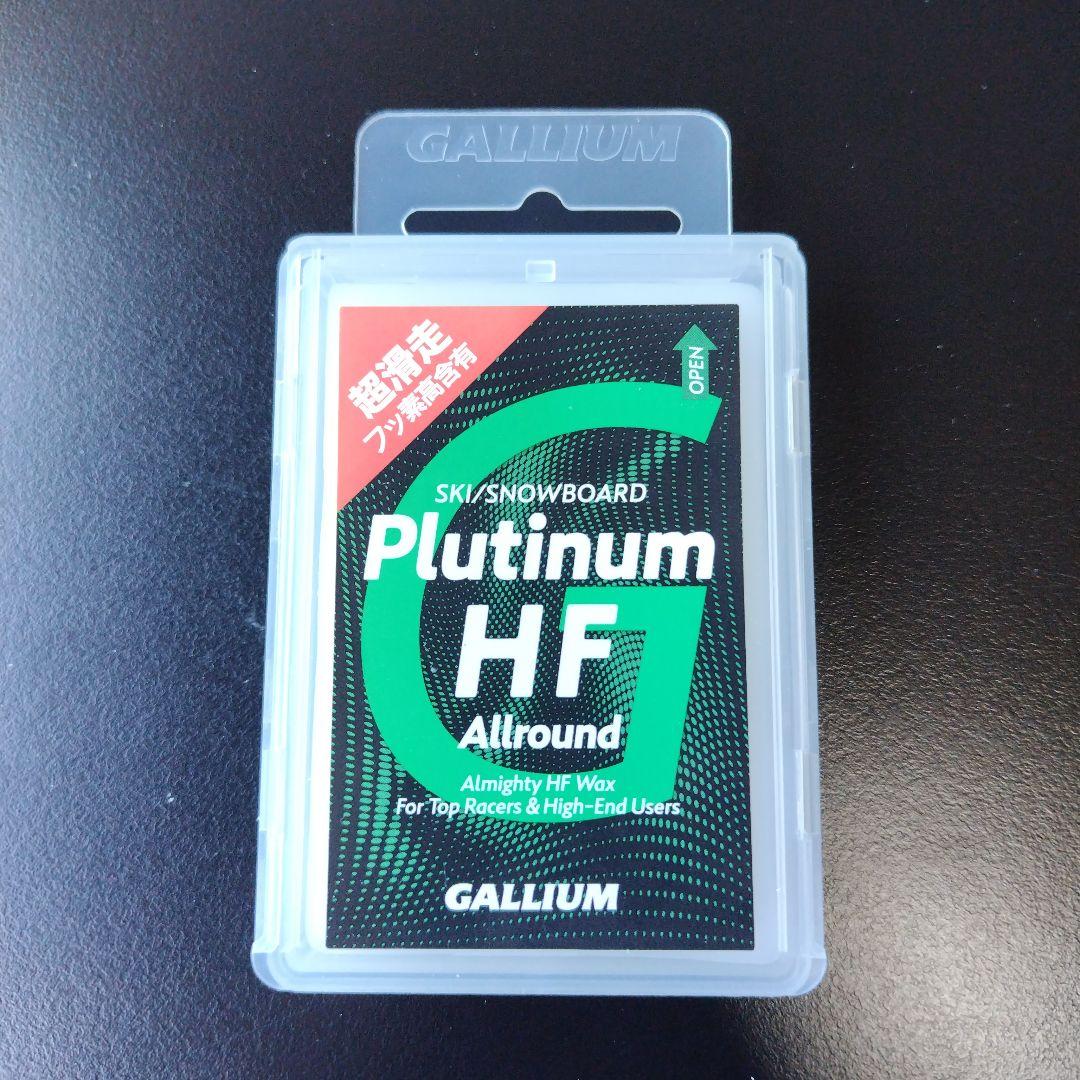 GALLIUM
超滑走
フッ素高含有
OPEN
SKI/SNOWBOARD
Plutinum
HF
Allround
Almighty HF Wax
For Top Racers & High-End Users
GALLIUM